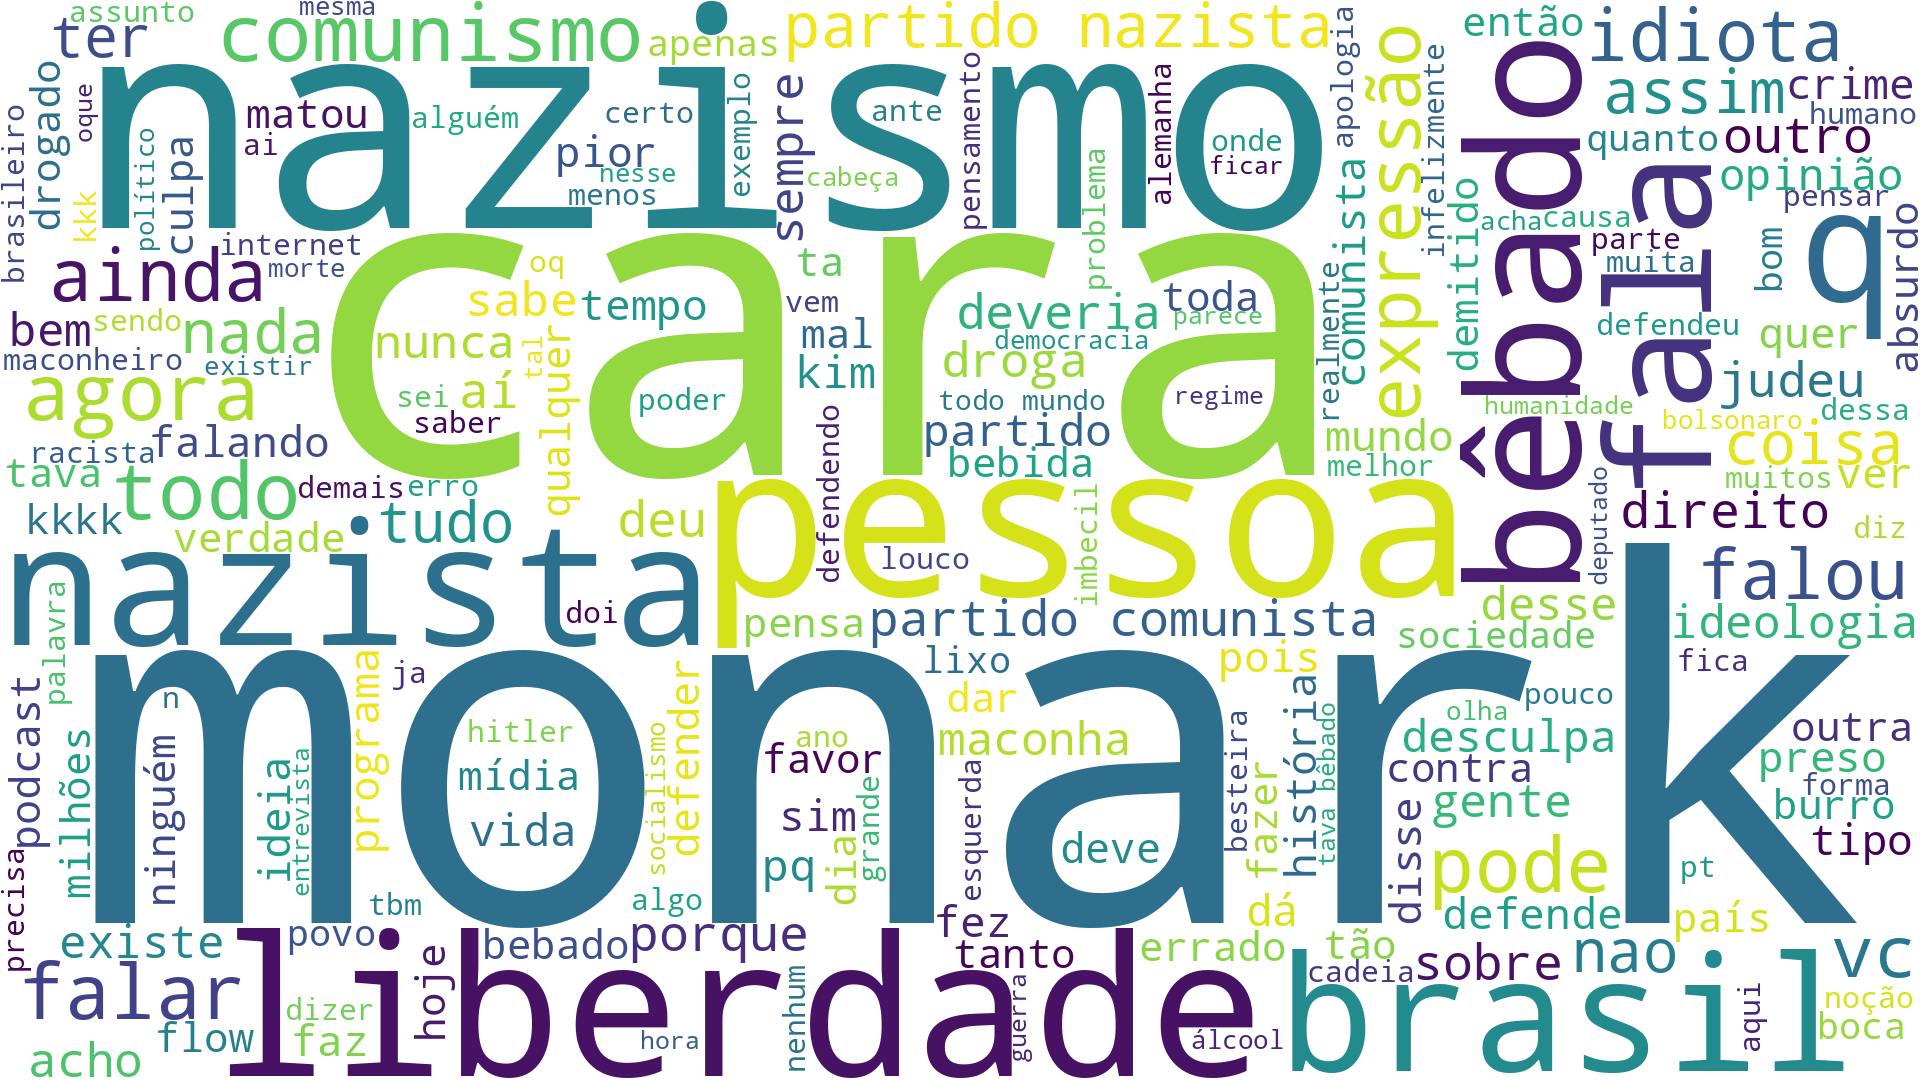 assunto
mesma
ter
comunismo
apenas
partido nazista
então
idiota
nazismo
drogado
oque
matou
ai
alguém
certo
exemplo
sempre
ante
pensamento
alemanha
onde
ficar
apologia
expressão
infelizmente
bêbado
assim
crime
humano
quanto
outro
opinião
pensar
brasileiro
kkk
político
culpa
pior
nesse
menos
cabeça
problema
comunista
demitido
fala
acha
causa
parte
muita
bom
q
absurdo
internet
morte
ainda
cara
oq
sabe
tempo
ta
vem
mal
kim
deveria
democracia
droga
toda
parece
realmente
defendeu
quer
bem
sendo
nada
maconheiro
existir
nunca
tal
qualquer
agora
sei
aí
saber
poder
todo mundo
regime
partido
bebida
judeu
humanidade
bolsonaro
dessa
mundo
melhor
coisa
muitos
ver
racista
falando
tava
todo
demais
erro
kkkk
verdade
tudo
deu
pessoa
defendendo
louco
imbecil
deputado
direito
diz
nazista
doi
pensa
partido comunista
desse
sociedade
falou
ideologia
fica
palavra
podcast
milhões
n
ninguém
ideia
entrevista
programa
ja
monark
hitler
mídia
vida
socialismo
defender
lixo
dar
ano
favor
maconha
sim
pq
dia
grande
esquerda
deve
besteira
pois
fazer
história
tava bêbado
olha
desculpa
contra
disse
gente
pouco
outra
preso
forma
burro
tipo
pode
pt
precisa
existe
tbm
povo
algo
bebado
porque
fez
tanto
errado
dá
tão
defende
cadeia
sobre
país
nao
vc
falar
liberdade
brasil
hoje
dizer
flow
faz
acho
hora
nenhum
guerra
álcool
aqui
noção
boca